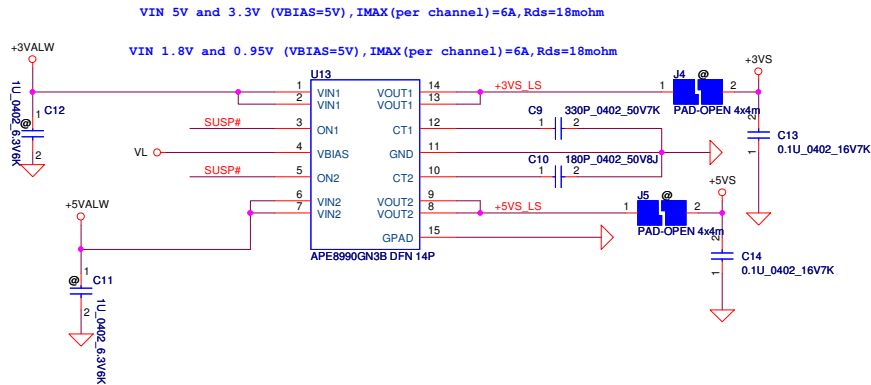 VIN 5V and 3.3V (VBIAS=5V),IMAX(per channel)=6A,Rds=18mohm
VIN 1.8V and 0.95V (VBIAS=5V),IMAX(per channel)=6A,Rds=18mohm
+3VALW
+3VS
U13
J4
@
1 VIN1 VOUT1 14
+3VS_LS
1 2
2 VIN1 VOUT1 13
PAD-OPEN 4x4m
1U_0402_6.3V6K
C12
@
1
2
C9
330P_0402_50V7K
SUSP#
3 ON1 CT1 12
1 2
C13
0.1U_0402_16V7K
2
1
VL
4 VBIAS GND 11
C10
180P_0402_50V8J
SUSP#
5 ON2 CT2 10
1 2
+5VS
J5
@
6 VIN2 VOUT2 9
+5VS_LS
1 2
7 VIN2 VOUT2 8
PAD-OPEN 4x4m
+5VALW
GPAD 15
APE8990GN3B DFN 14P
C14
0.1U_0402_16V7K
2
1
C11
@
1
2
1U_0402_6.3V6K